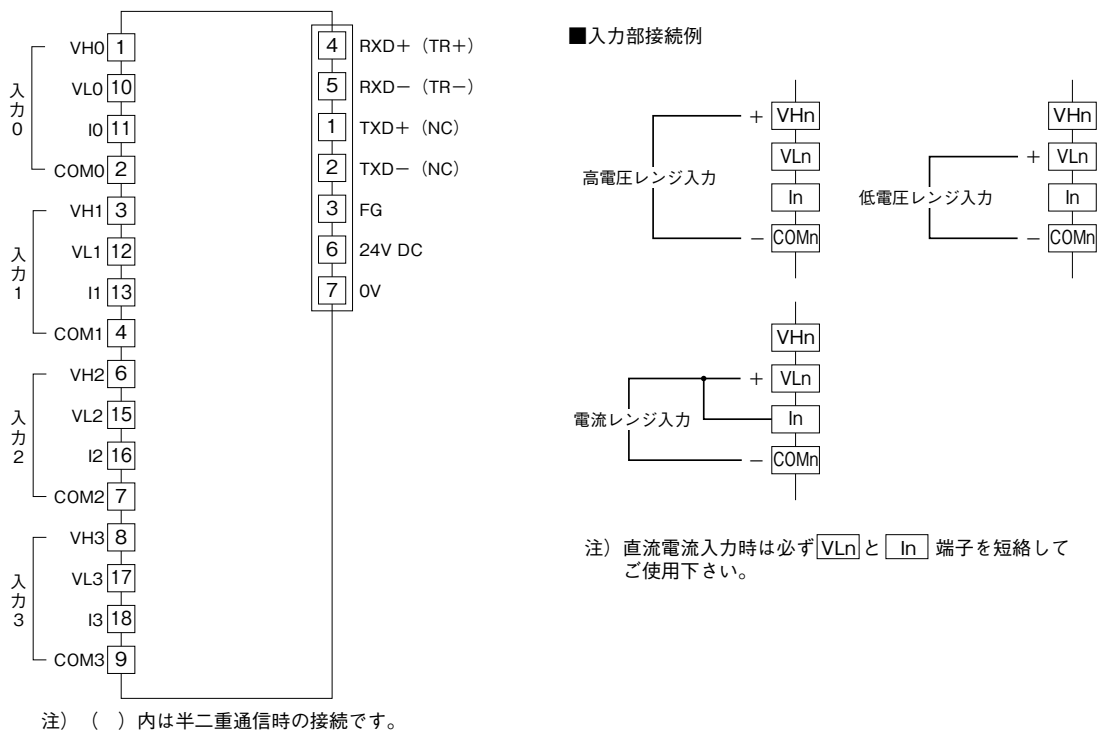 入力0
VH0 1
VL0 10
I0 11
COM0 2
入力1
VH1 3
VL1 12
I1 13
COM1 4
入力2
VH2 6
VL2 15
I2 16
COM2 7
入力3
VH3 8
VL3 17
I3 18
COM3 9
4 RXD+（TR+）
5 RXD−（TR−）
1 TXD+（NC）
2 TXD−（NC）
3 FG
6 24V DC
7 0V
注）（　）内は半二重通信時の接続です。
■入力部接続例
高電圧レンジ入力
+ VHn
VLn
In
− COMn
低電圧レンジ入力
VHn
+ VLn
In
− COMn
電流レンジ入力
VHn
+ VLn
In
− COMn
注）直流電流入力時は必ず VLn と In 端子を短絡して
ご使用下さい。